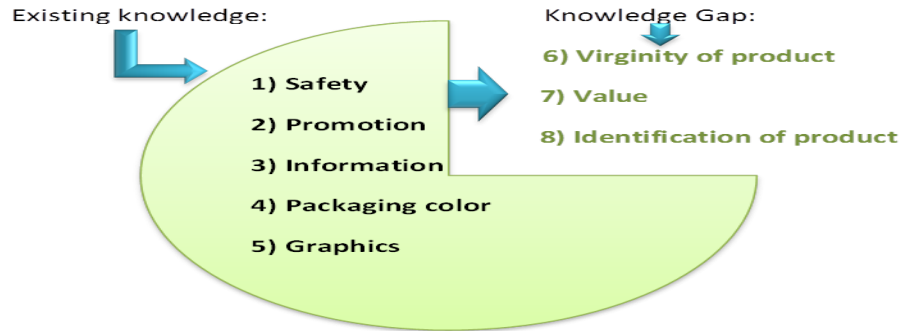 Existing knowledge:
1) Safety
2) Promotion
3) Information
4) Packaging color
5) Graphics
Knowledge Gap:
6) Virginity of product
7) Value
8) Identification of product